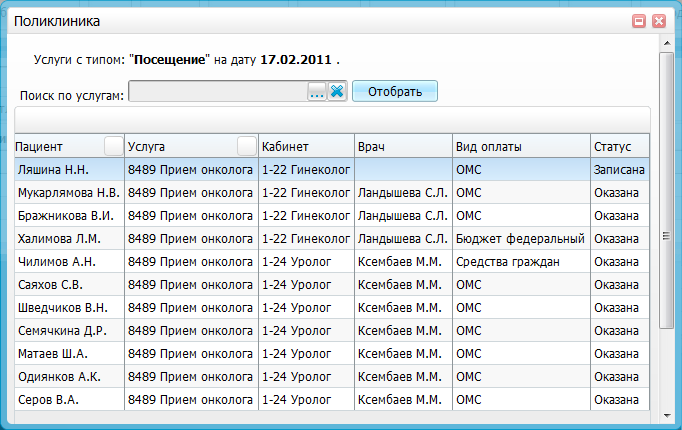 Поликлиника
Услуги с типом: "Посещение" на дату 17.02.2011 .
Поиск по услугам: ... Отобрать
Пациент Услуга Кабинет Врач Вид оплаты Статус
Ляшина Н.Н. 8489 Прием онколога 1-22 Гинеколог ОМС Записана
Мукарлямова Н.В. 8489 Прием онколога 1-22 Гинеколог Ландышева С.Л. ОМС Оказана
Бражникова В.И. 8489 Прием онколога 1-22 Гинеколог Ландышева С.Л. ОМС Оказана
Халимова Л.М. 8489 Прием онколога 1-22 Гинеколог Ландышева С.Л. Бюджет федеральный Оказана
Чилимов А.Н. 8489 Прием онколога 1-24 Уролог Ксембаев М.М. Средства граждан Оказана
Саяхов С.В. 8489 Прием онколога 1-24 Уролог Ксембаев М.М. ОМС Оказана
Шведчиков В.Н. 8489 Прием онколога 1-24 Уролог Ксембаев М.М. ОМС Оказана
Семячкина Д.Р. 8489 Прием онколога 1-24 Уролог Ксембаев М.М. ОМС Оказана
Матаев Ш.А. 8489 Прием онколога 1-24 Уролог Ксембаев М.М. ОМС Оказана
Одиянков А.К. 8489 Прием онколога 1-24 Уролог Ксембаев М.М. ОМС Оказана
Серов В.А. 8489 Прием онколога 1-24 Уролог Ксембаев М.М. ОМС Оказана